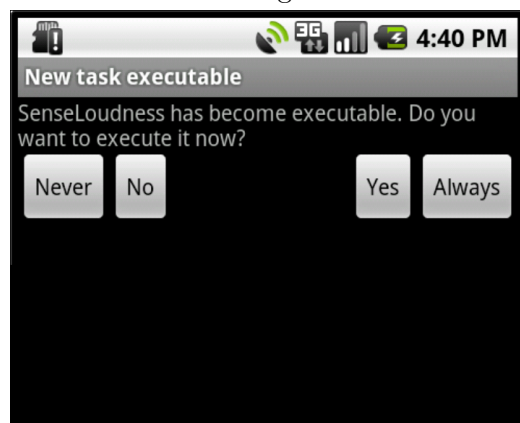 3G 4:40 PM
New task executable
SenseLoudness has become executable. Do you
want to execute it now?
Never No Yes Always